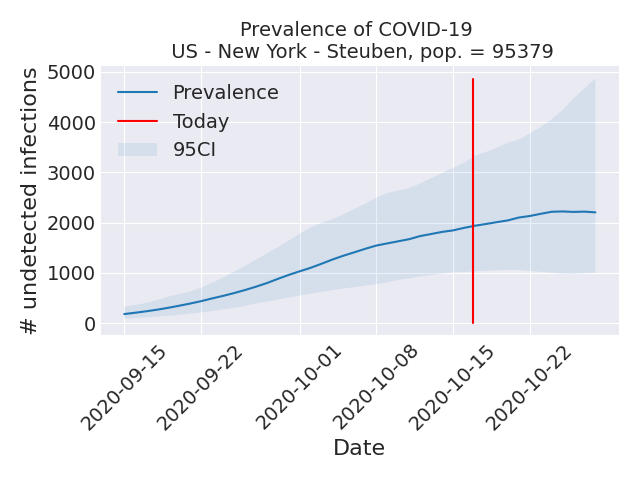 Prevalence of COVID-19
US - New York - Steuben, pop. = 95379
# undetected infections
5000
4000
3000
2000
1000
0
Prevalence
Today
95CI
2020-09-15
2020-09-22
2020-10-01
2020-10-08
2020-10-15
2020-10-22
Date